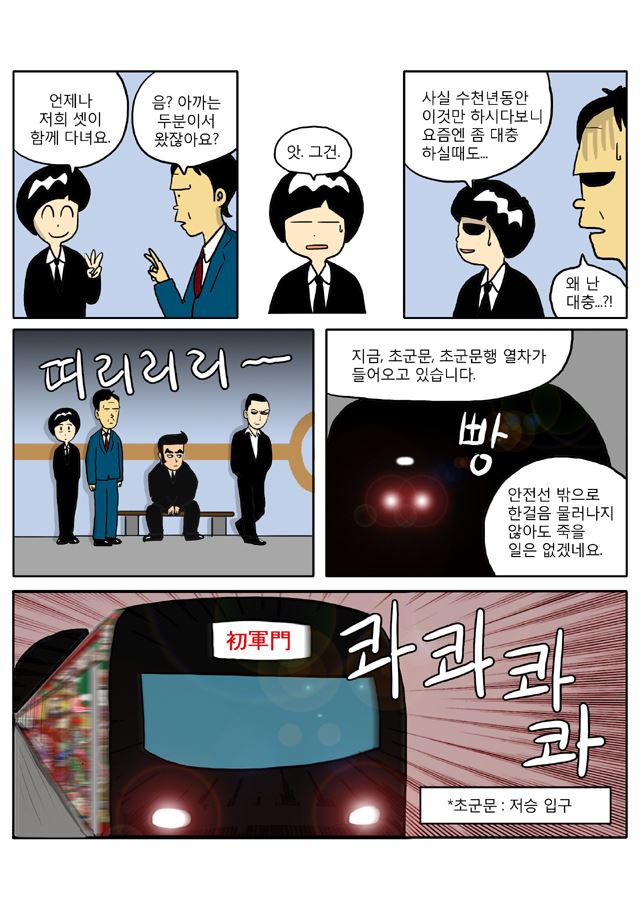 언제나
저희 셋이
함께 다녀요.
음? 아까는
두분이서
왔잖아요?
앗. 그건.
사실 수천년동안
이것만 하시다보니
요즘엔 좀 대충
하실때도...
왜 난
대충...?!
띠리리리~
지금, 초군문, 초군문행 열차가
들어오고 있습니다.
빵
안전선 밖으로
한걸음 물러나지
않아도 죽을
일은 없겠네요.
初軍門
콰콰콰
콰
*초군문 : 저승 입구